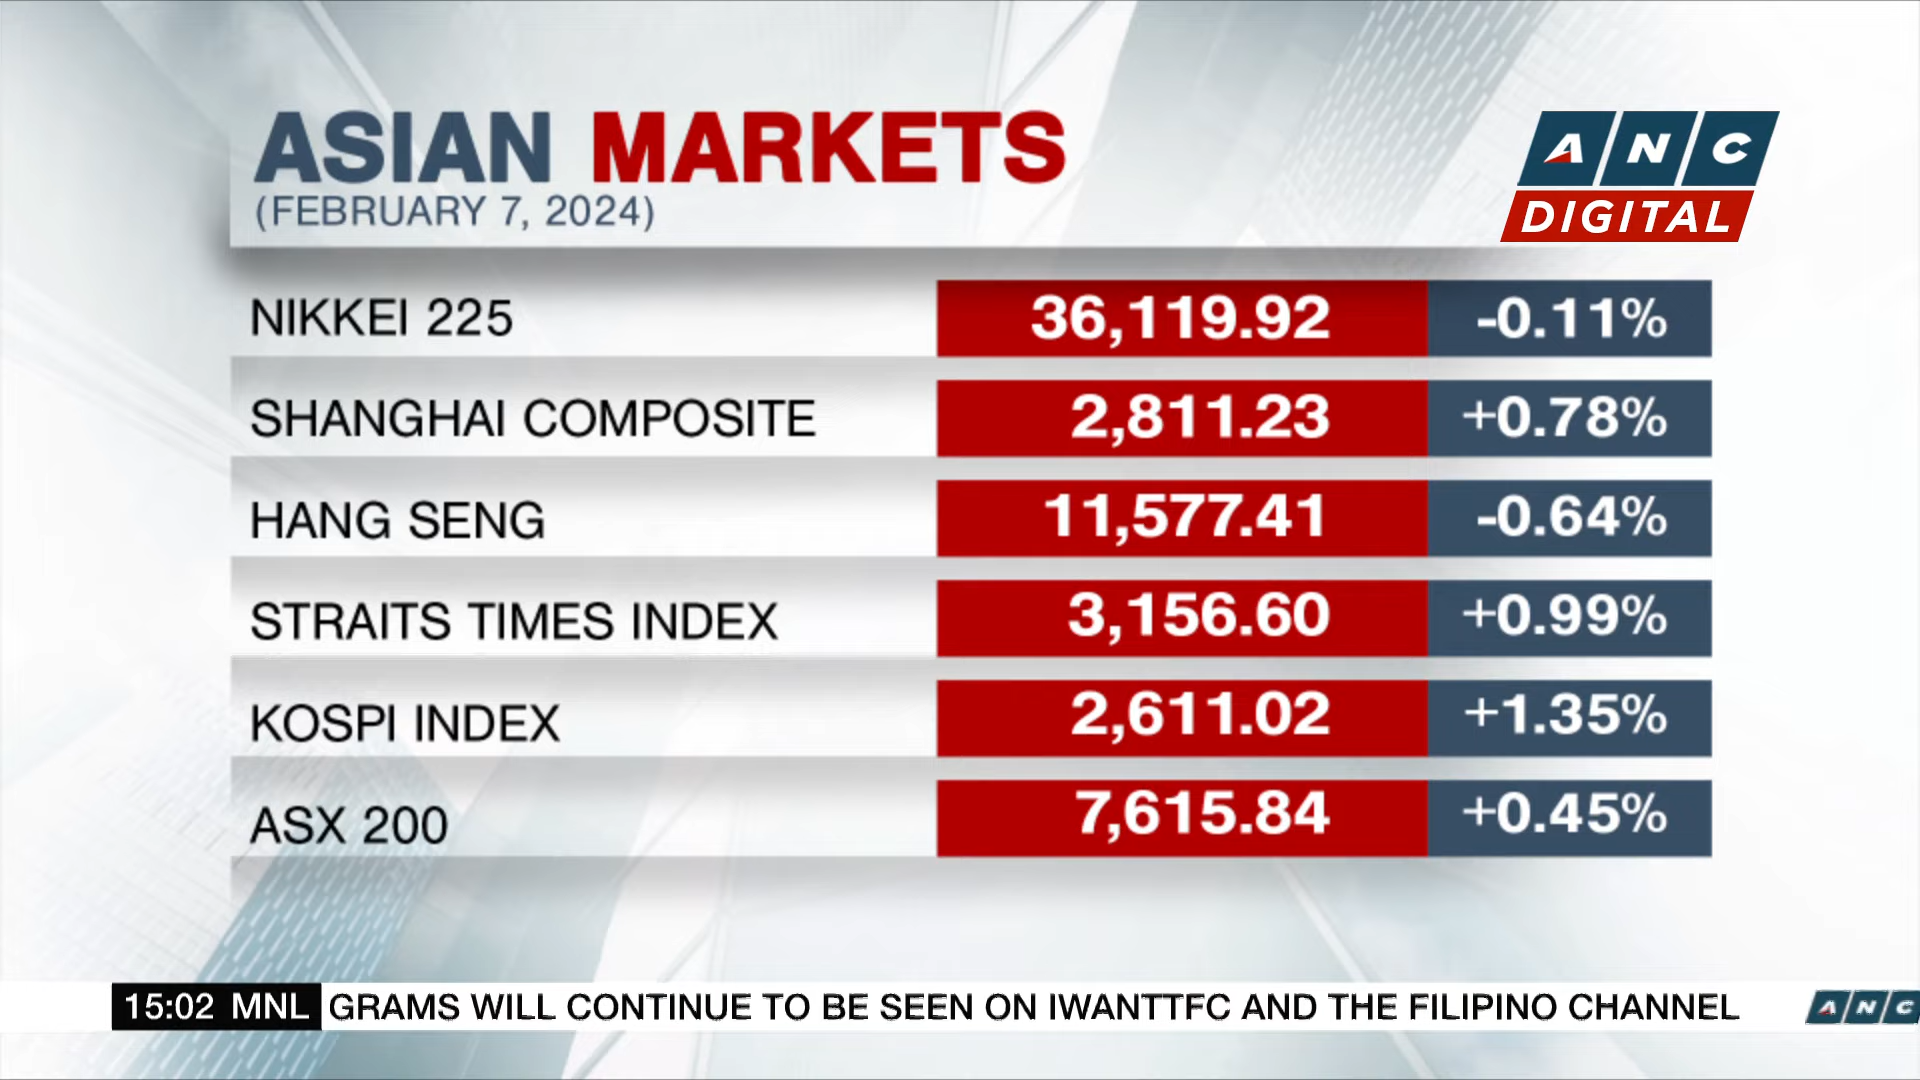 ASIAN MARKETS
(FEBRUARY 7, 2024)
ANC
DIGITAL
NIKKEI 225 36,119.92 -0.11%
SHANGHAI COMPOSITE 2,811.23 +0.78%
HANG SENG 11,577.41 -0.64%
STRAITS TIMES INDEX 3,156.60 +0.99%
KOSPI INDEX 2,611.02 +1.35%
ASX 200 7,615.84 +0.45%
15:02 MNL GRAMS WILL CONTINUE TO BE SEEN ON IWANTTFC AND THE FILIPINO CHANNEL ANC